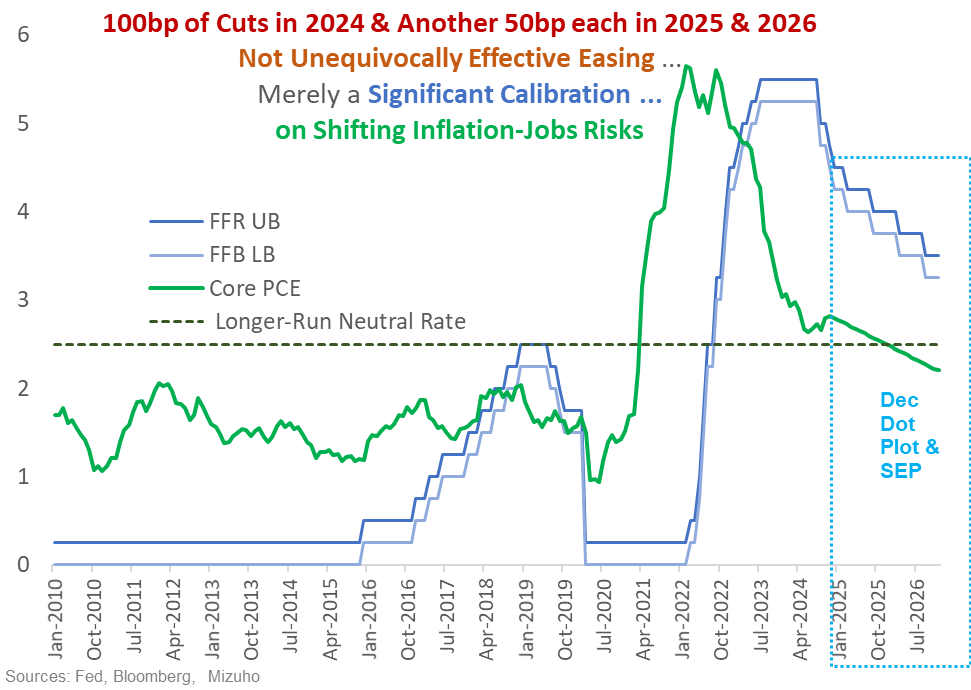 100bp of Cuts in 2024 & Another 50bp each in 2025 & 2026
Not Unequivocally Effective Easing ...
Merely a Significant Calibration ...
on Shifting Inflation-Jobs Risks
6
5
4
3
2
1
0
FFR UB
FFB LB
Core PCE
Longer-Run Neutral Rate
Dec
Dot
Plot &
SEP
Jan-2010
Oct-2010
Jul-2011
Apr-2012
Jan-2013
Oct-2013
Jul-2014
Apr-2015
Jan-2016
Oct-2016
Jul-2017
Apr-2018
Jan-2019
Oct-2019
Jul-2020
Apr-2021
Jan-2022
Oct-2022
Jul-2023
Apr-2024
Jan-2025
Oct-2025
Jul-2026
Sources: Fed, Bloomberg, Mizuho